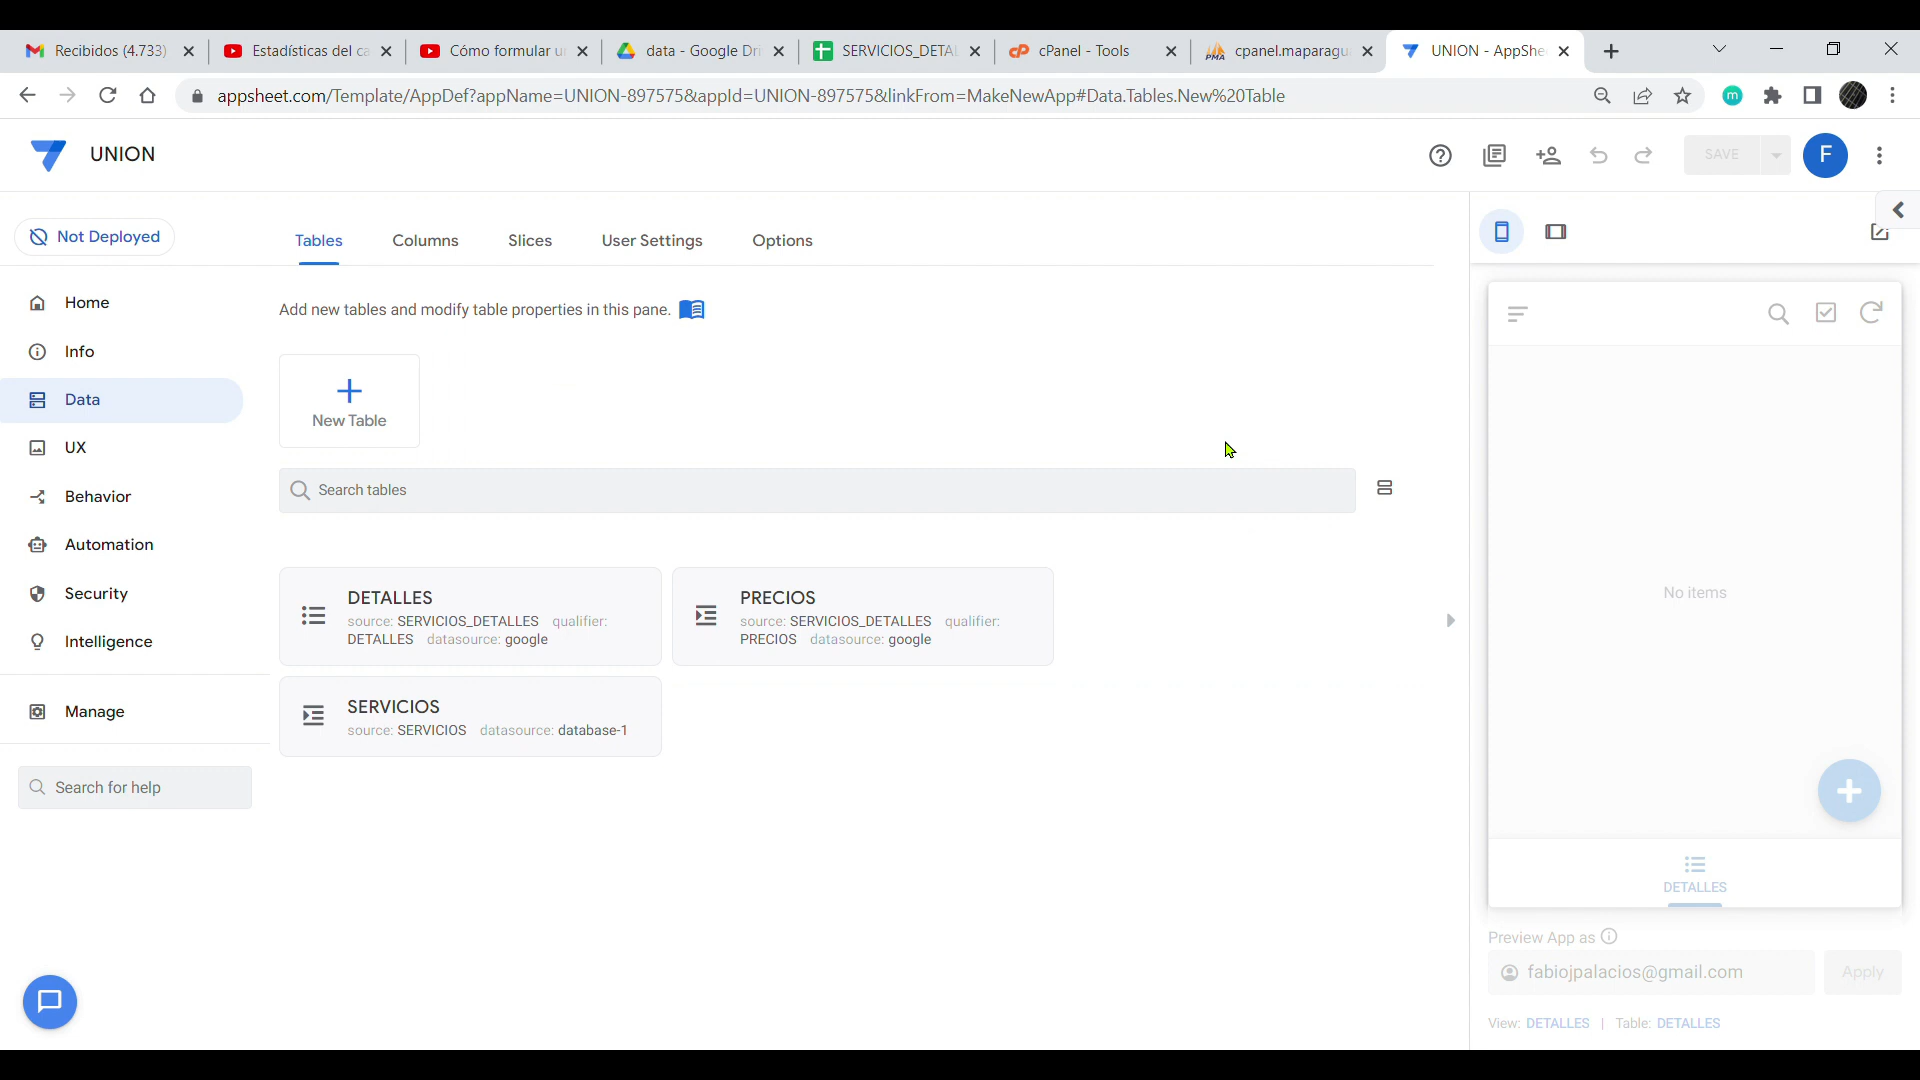 Recibidos (4.733)
Estadísticas del ca
Cómo formular u
data - Google Dri
SERVICIOS_DETAL
cPanel - Tools
cpanel.maparagu
UNION - AppShe
appsheet.com/Template/AppDef?appName=UNION-897575&appId=UNION-897575&linkFrom=MakeNewApp#Data.Tables.New%20Table
m
UNION
SAVE
F
Not Deployed
Tables
Columns
Slices
User Settings
Options
Home
Info
Data
UX
Behavior
Automation
Security
Intelligence
Manage
Search for help
Add new tables and modify table properties in this pane.
New Table
Search tables
DETALLES
source: SERVICIOS_DETALLES qualifier:
DETALLES datasource: google
PRECIOS
source: SERVICIOS_DETALLES qualifier:
PRECIOS datasource: google
SERVICIOS
source: SERVICIOS datasource: database-1
No items
DETALLES
Preview App as
fabiojpalacios@gmail.com
Apply
View: DETALLES | Table: DETALLES